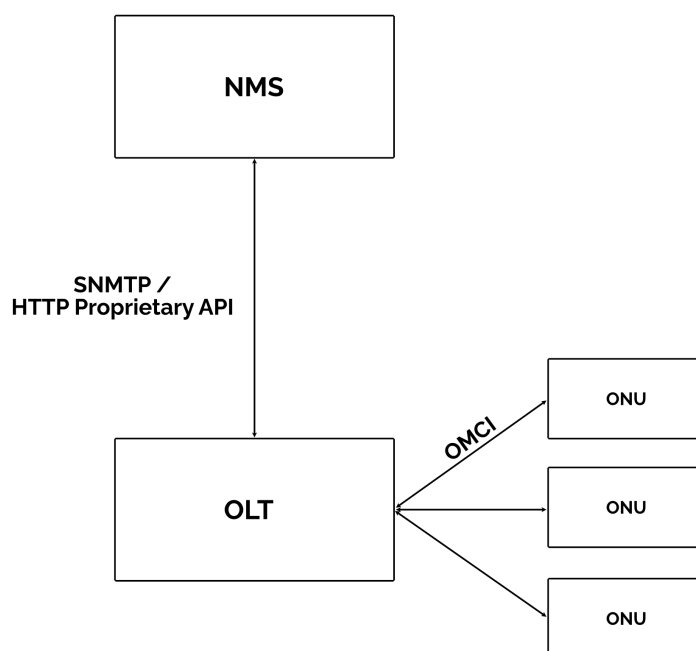 NMS
SNMTP /
HTTP Proprietary API
OMCI
ONU
OLT
ONU
ONU